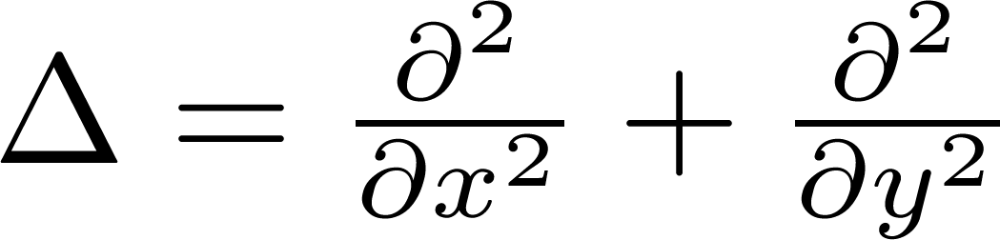 Δ = ∂²/∂x² + ∂²/∂y²